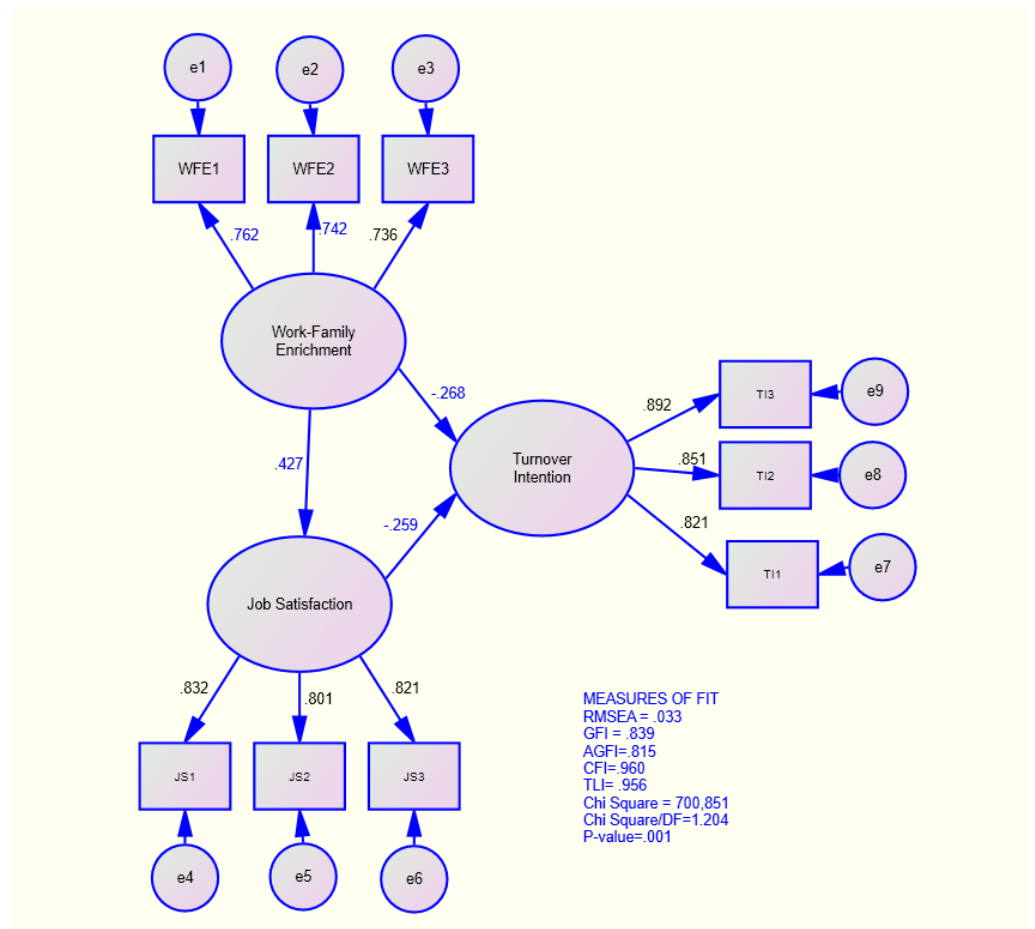 e1
e2
e3
WFE1
WFE2
WFE3
.762
.742
.736
Work-Family
Enrichment
-.268
.892
TI3
e9
.427
Turnover
Intention
.851
TI2
e8
-.259
.821
TI1
e7
Job Satisfaction
.832
.801
.821
JS1
JS2
JS3
e4
e5
e6
MEASURES OF FIT
RMSEA = .033
GFI = .839
AGFI=.815
CFI=.960
TLI= .956
Chi Square = 700,851
Chi Square/DF=1.204
P-value=.001